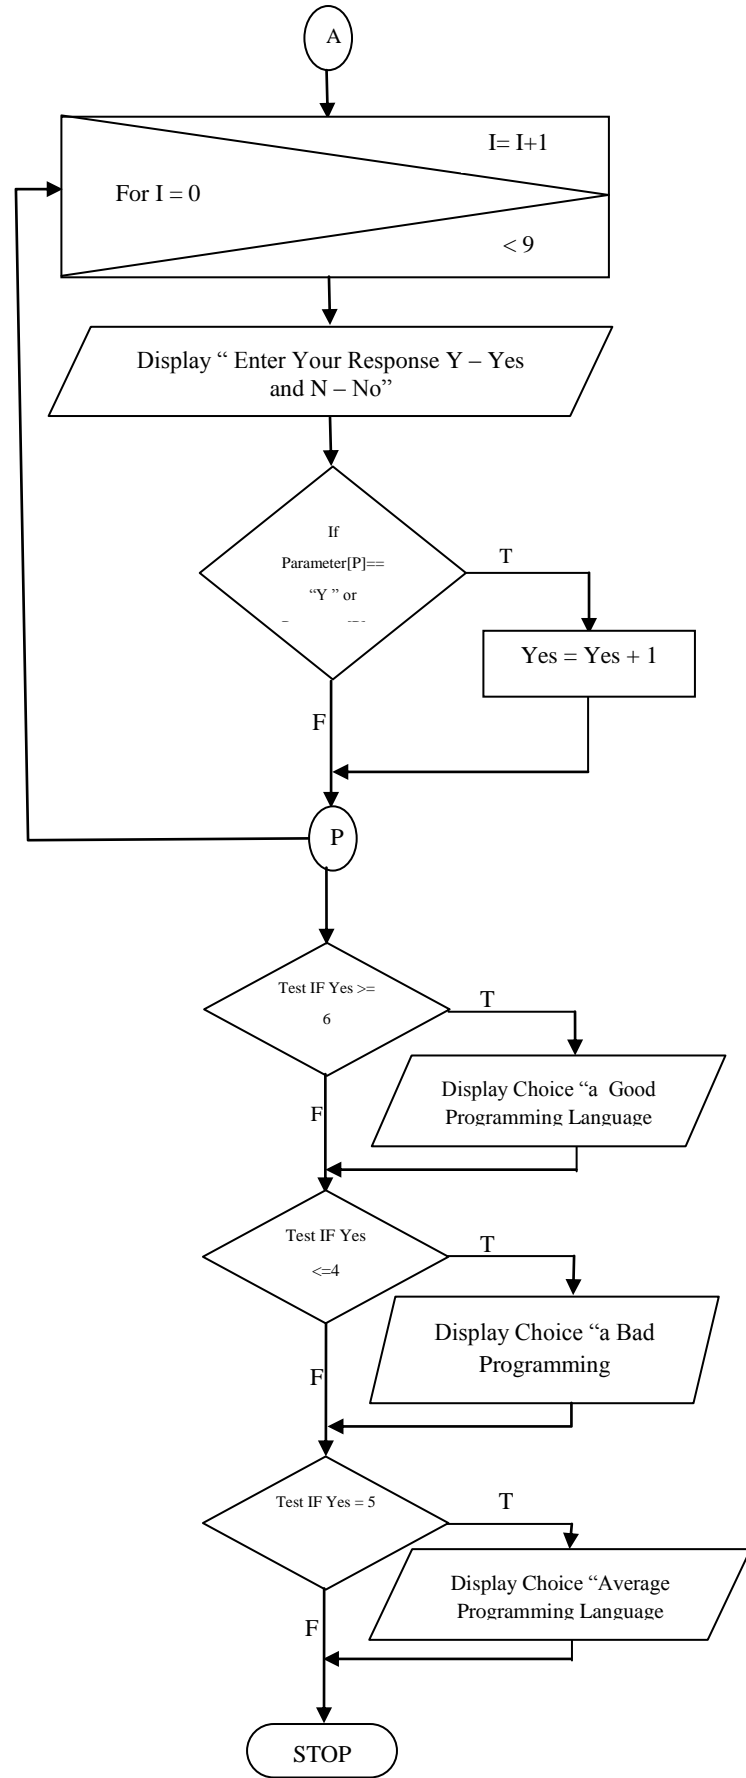 A
I= I+1
For I = 0
< 9
Display “ Enter Your Response Y – Yes
and N – No”
If
Parameter[P]==
“Y ” or
T
Yes = Yes + 1
F
P
Test IF Yes >=
6
T
Display Choice “a  Good
Programming Language
F
Test IF Yes
<=4
T
Display Choice “a Bad
Programming
F
Test IF Yes = 5
T
Display Choice “Average
Programming Language
F
STOP